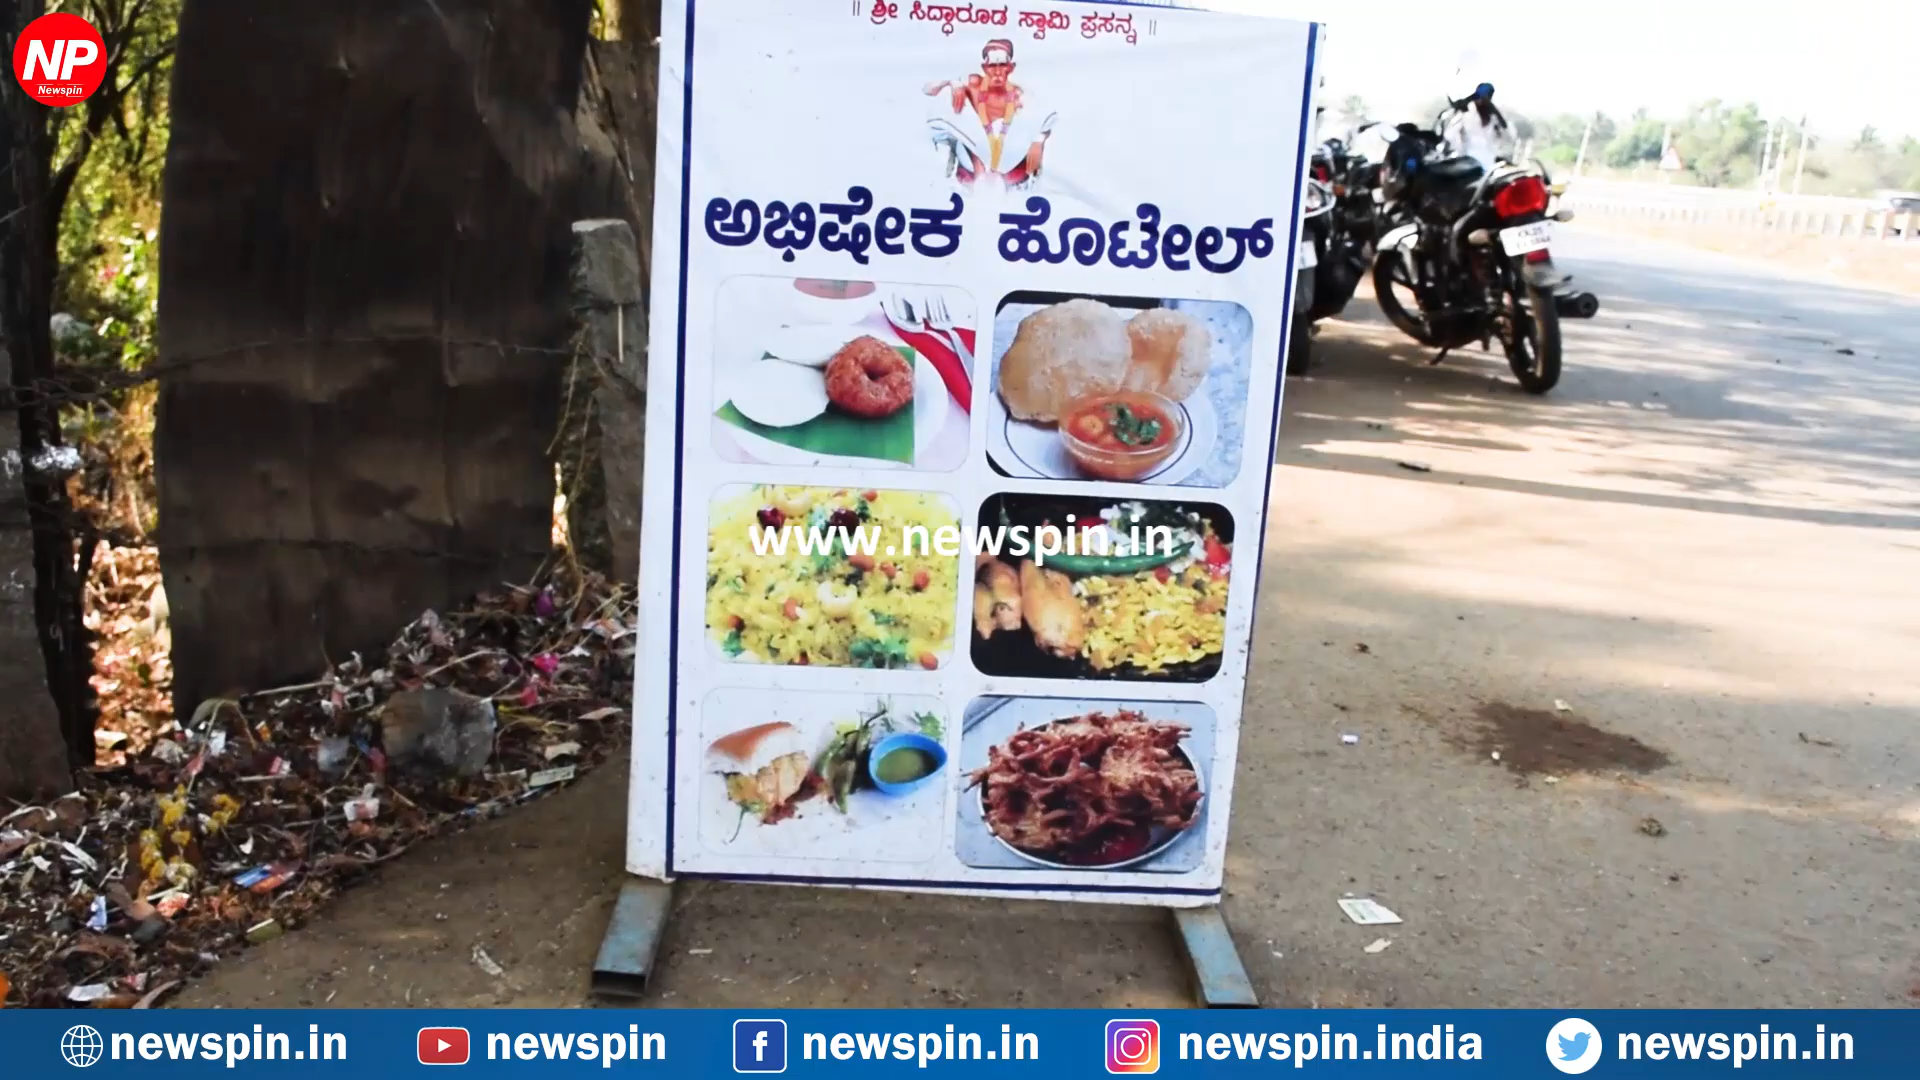 NP
Newspin
॥ ಶ್ರೀ ಸಿದ್ಧಾರೂಡ ಸ್ವಾಮಿ ಪ್ರಸನ್ನ ॥
ಅಭಿಷೇಕ ಹೊಟೇಲ್
www.newspin.in
newspin.in newspin newspin.in newspin.india newspin.in